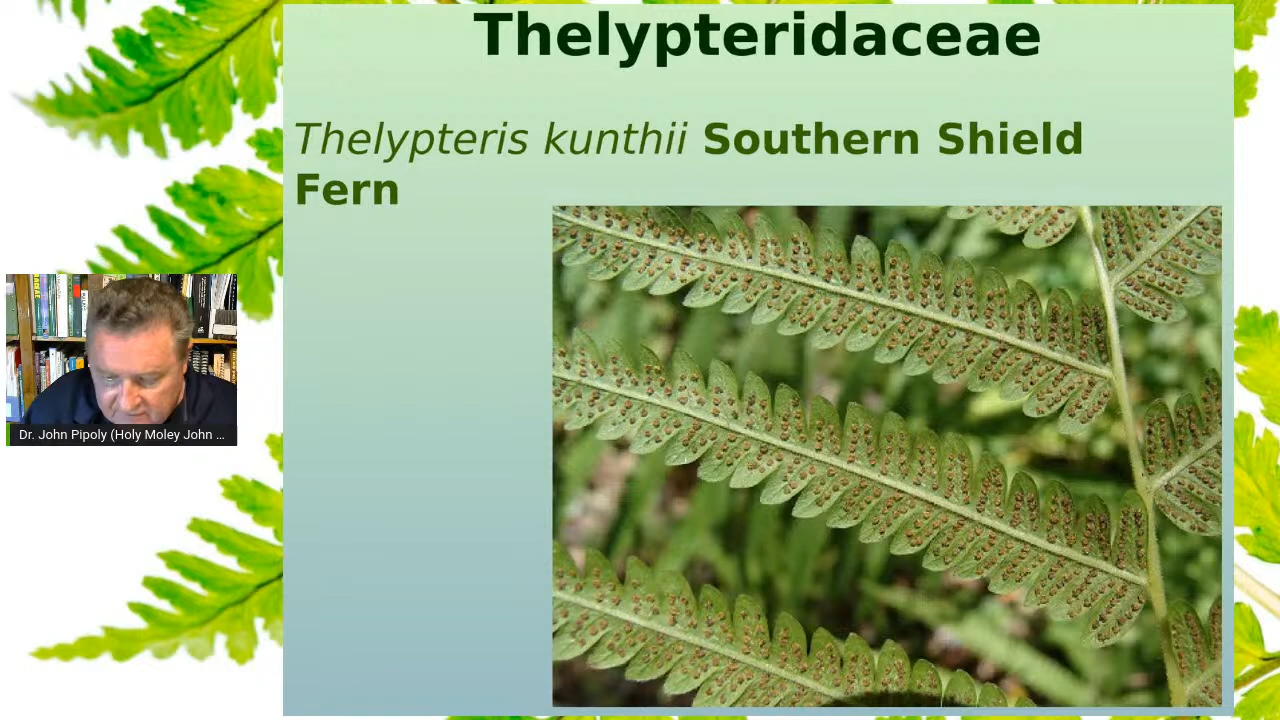 Thelypteridaceae
Thelypteris kunthii Southern Shield
Fern
Dr. John Pipoly (Holy Moley John ...